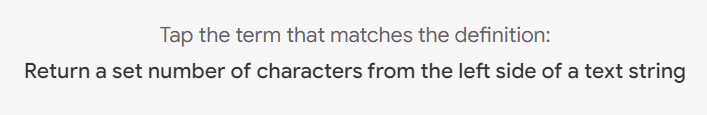 Tap the term that matches the definition:
Return a set number of characters from the left side of a text string